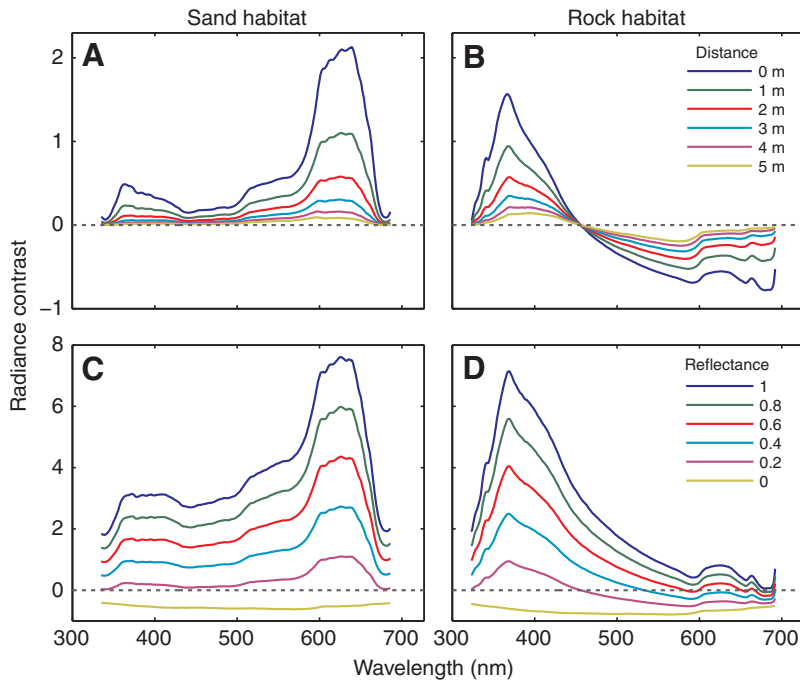 Sand habitat
Rock habitat
A
B
Distance
0 m
1 m
2 m
3 m
4 m
5 m
2
1
0
−1
C
D
Reflectance
1
0.8
0.6
0.4
0.2
0
8
6
4
2
0
Radiance contrast
300 400 500 600 700
300 400 500 600 700
Wavelength (nm)